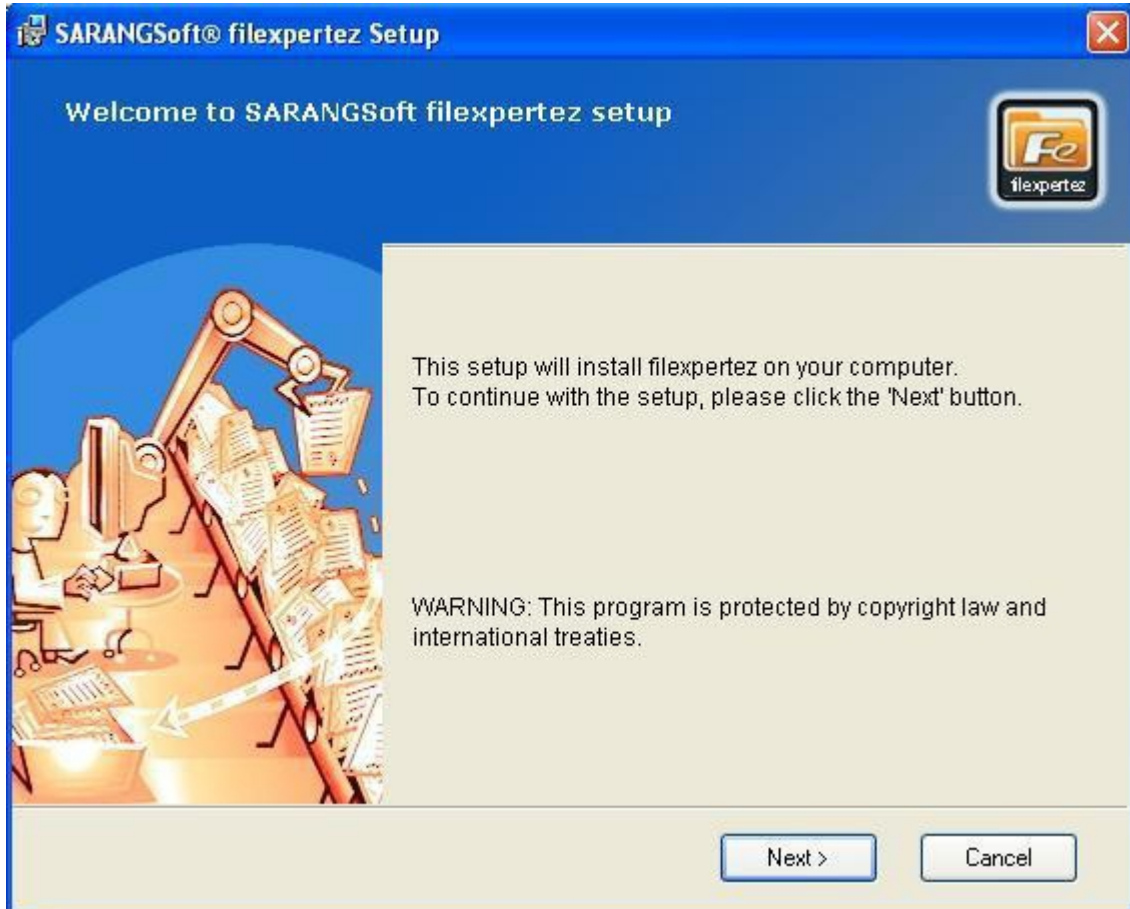 SARANGSoft® filexpertez Setup
Welcome to SARANGSoft filexpertez setup
Fe
filexpertez
This setup will install filexpertez on your computer.
To continue with the setup, please click the 'Next' button.
WARNING: This program is protected by copyright law and
international treaties.
Next >
Cancel